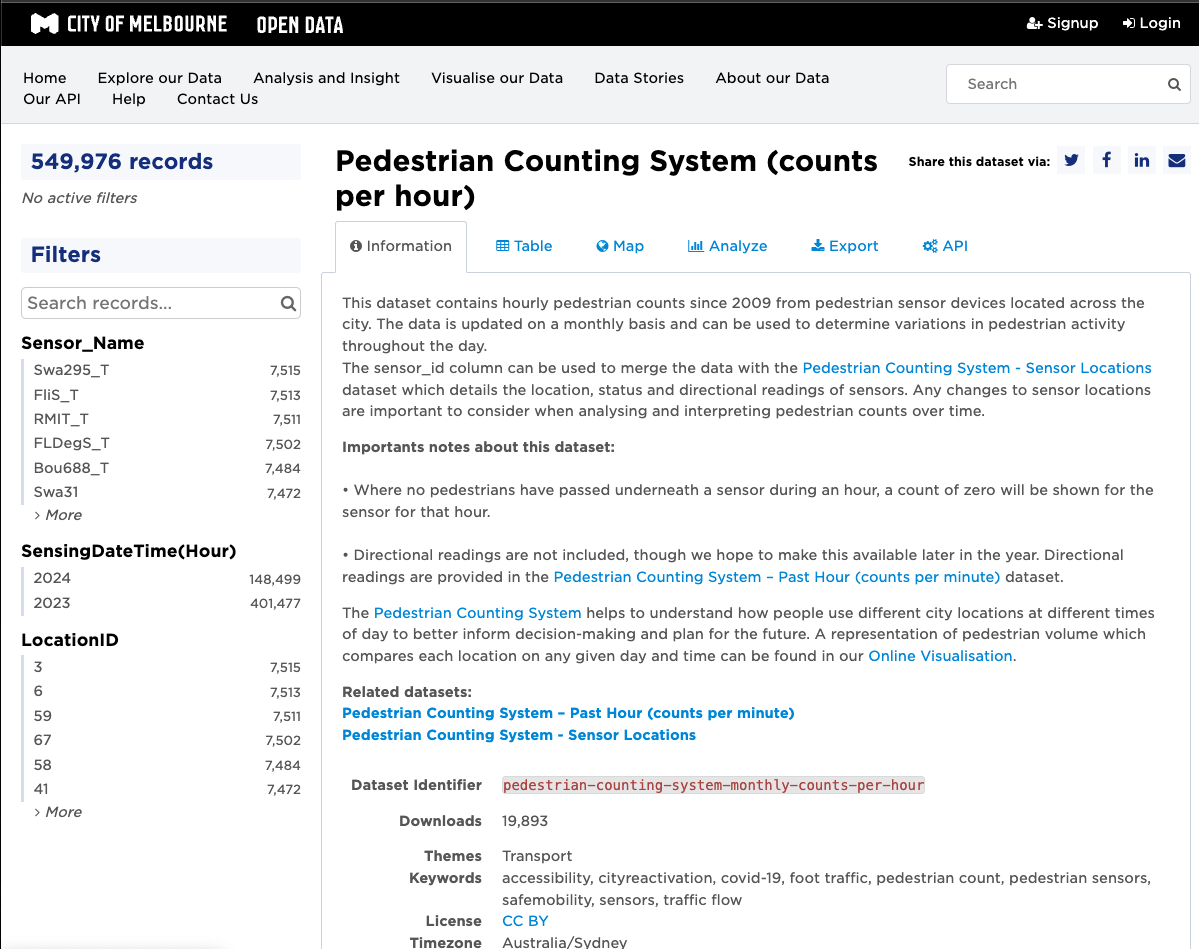 CITY OF MELBOURNE OPEN DATA
Signup Login
Home Explore our Data Analysis and Insight Visualise our Data Data Stories About our Data
Our API Help Contact Us
Search
549,976 records
No active filters
Filters
Search records...
Sensor_Name
Swa295_T 7,515
FliS_T 7,513
RMIT_T 7,511
FLDegS_T 7,502
Bou688_T 7,484
Swa31 7,472
> More
SensingDateTime(Hour)
2024 148,499
2023 401,477
LocationID
3 7,515
6 7,513
59 7,511
67 7,502
58 7,484
41 7,472
> More
Pedestrian Counting System (counts
per hour)
Share this dataset via:
Information Table Map Analyze Export API
This dataset contains hourly pedestrian counts since 2009 from pedestrian sensor devices located across the
city. The data is updated on a monthly basis and can be used to determine variations in pedestrian activity
throughout the day.
The sensor_id column can be used to merge the data with the Pedestrian Counting System - Sensor Locations
dataset which details the location, status and directional readings of sensors. Any changes to sensor locations
are important to consider when analysing and interpreting pedestrian counts over time.
Importants notes about this dataset:
• Where no pedestrians have passed underneath a sensor during an hour, a count of zero will be shown for the
sensor for that hour.
• Directional readings are not included, though we hope to make this available later in the year. Directional
readings are provided in the Pedestrian Counting System – Past Hour (counts per minute) dataset.
The Pedestrian Counting System helps to understand how people use different city locations at different times
of day to better inform decision-making and plan for the future. A representation of pedestrian volume which
compares each location on any given day and time can be found in our Online Visualisation.
Related datasets:
Pedestrian Counting System – Past Hour (counts per minute)
Pedestrian Counting System - Sensor Locations
Dataset Identifier pedestrian-counting-system-monthly-counts-per-hour
Downloads 19,893
Themes Transport
Keywords accessibility, cityreactivation, covid-19, foot traffic, pedestrian count, pedestrian sensors,
safemobility, sensors, traffic flow
License CC BY
Timezone Australia/Sydney